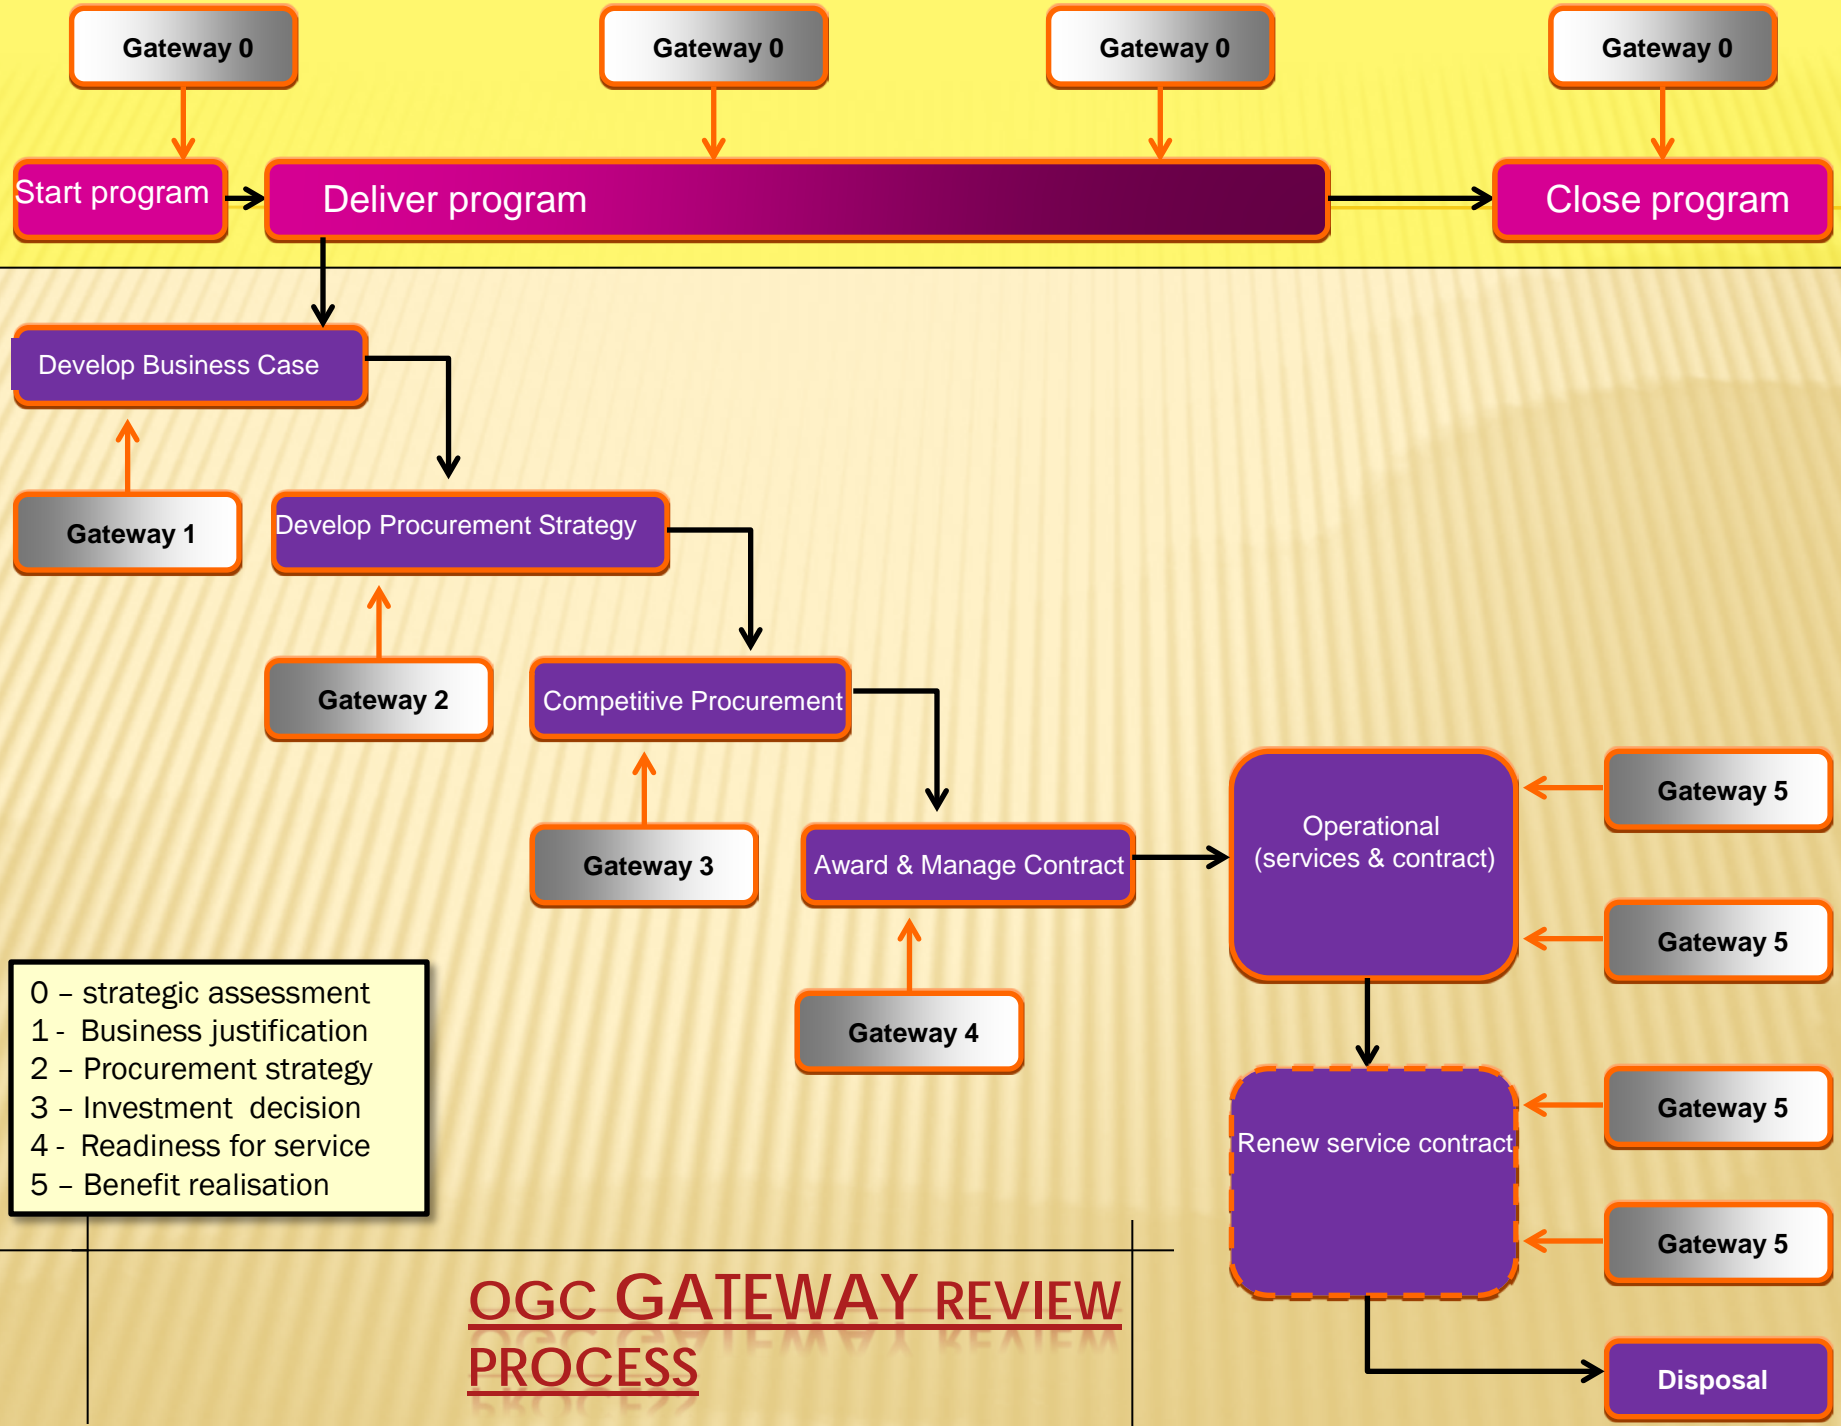 Gateway 0
Gateway 0
Gateway 0
Gateway 0
Start program
Deliver program
Close program
Develop Business Case
Gateway 1
Develop Procurement Strategy
Gateway 2
Competitive Procurement
Gateway 3
Award & Manage Contract
Gateway 4
Operational
(services & contract)
Gateway 5
Gateway 5
Renew service contract
Gateway 5
Gateway 5
Disposal
0 – strategic assessment
1 - Business justification
2 – Procurement strategy
3 – Investment decision
4 - Readiness for service
5 – Benefit realisation
OGC GATEWAY REVIEW
PROCESS